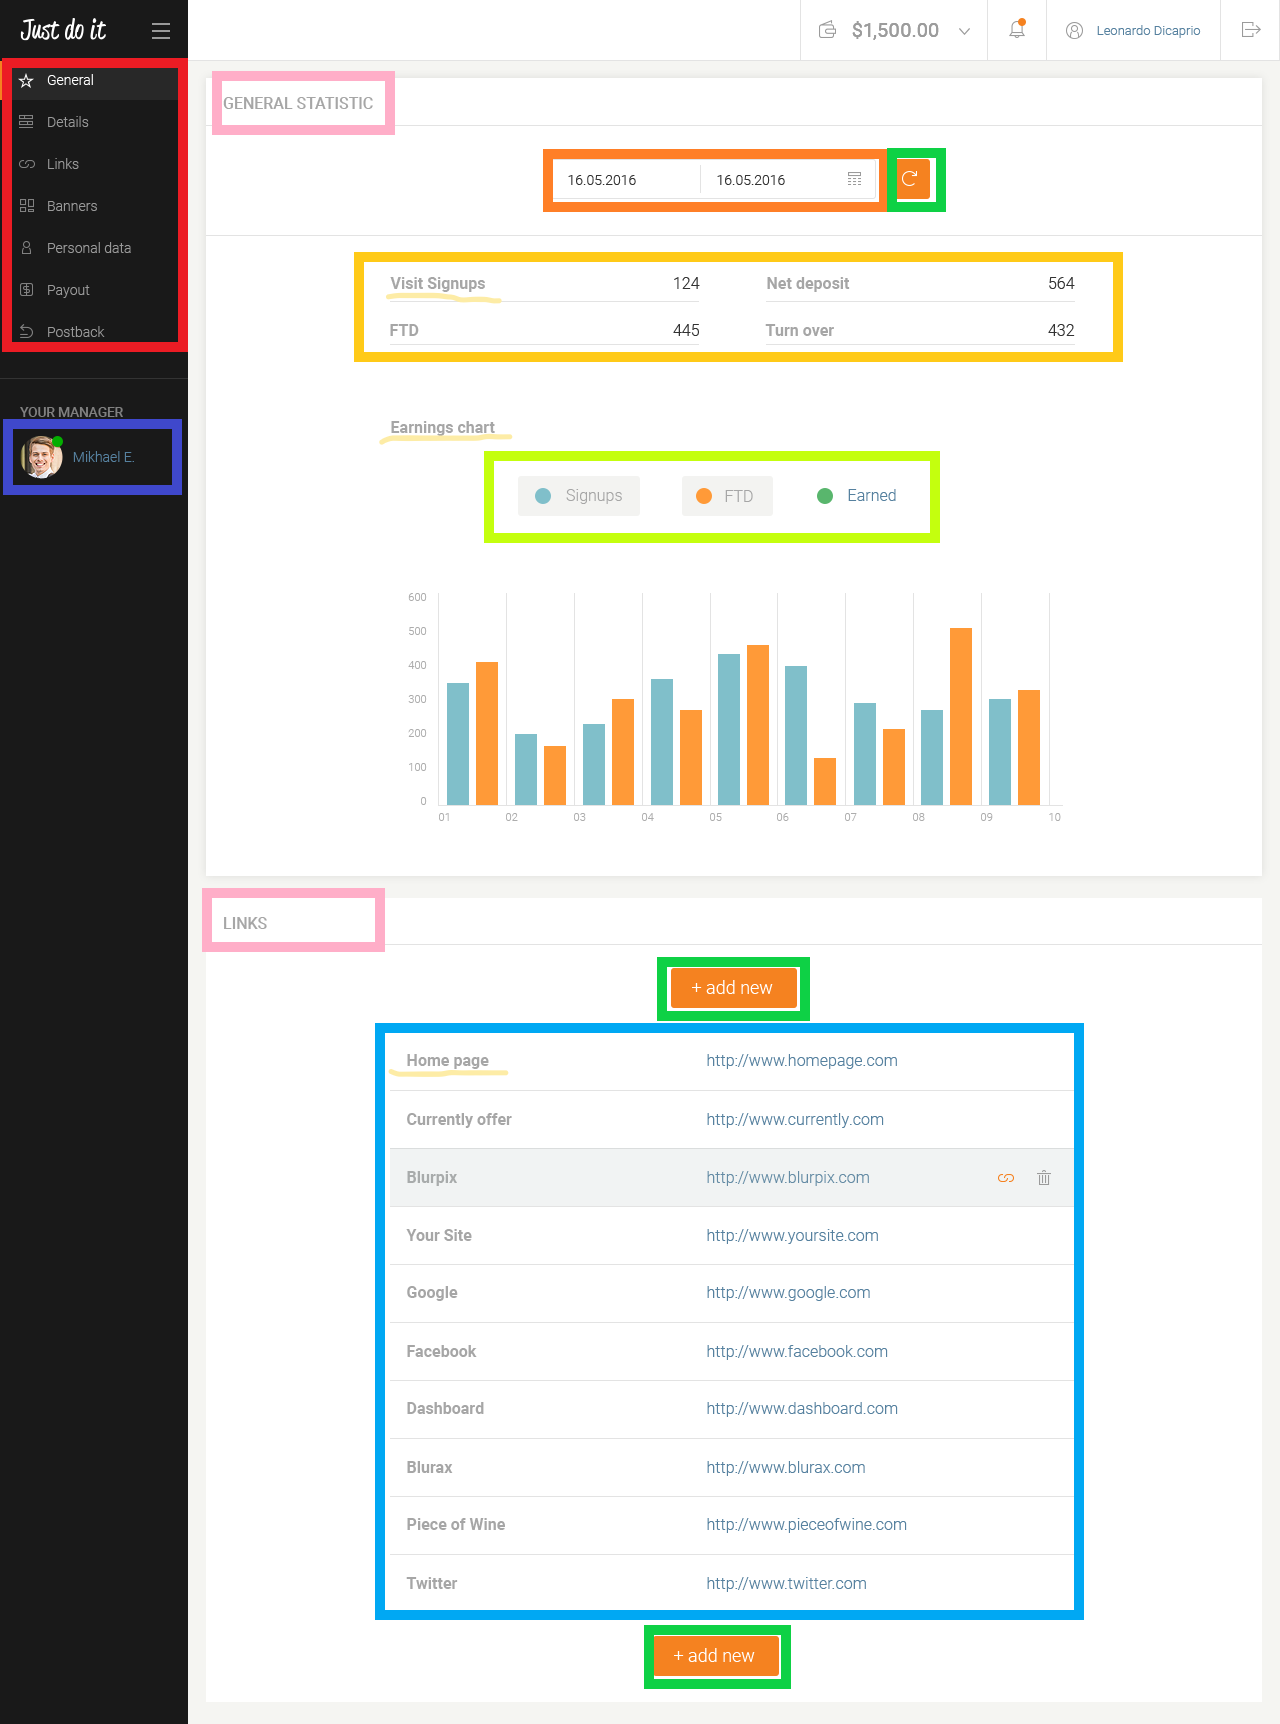 Just do it
$1,500.00
Leonardo Dicaprio
General
Details
Links
Banners
Personal data
Payout
Postback
YOUR MANAGER
Mikhael E.
GENERAL STATISTIC
16.05.2016 16.05.2016
Visit Signups 124 Net deposit 564
FTD 445 Turn over 432
Earnings chart
Signups FTD Earned
600
500
400
300
200
100
0
01 02 03 04 05 06 07 08 09 10
LINKS
+ add new
Home page http://www.homepage.com
Currently offer http://www.currently.com
Blurpix http://www.blurpix.com
Your Site http://www.yoursite.com
Google http://www.google.com
Facebook http://www.facebook.com
Dashboard http://www.dashboard.com
Blurax http://www.blurax.com
Piece of Wine http://www.pieceofwine.com
Twitter http://www.twitter.com
+ add new